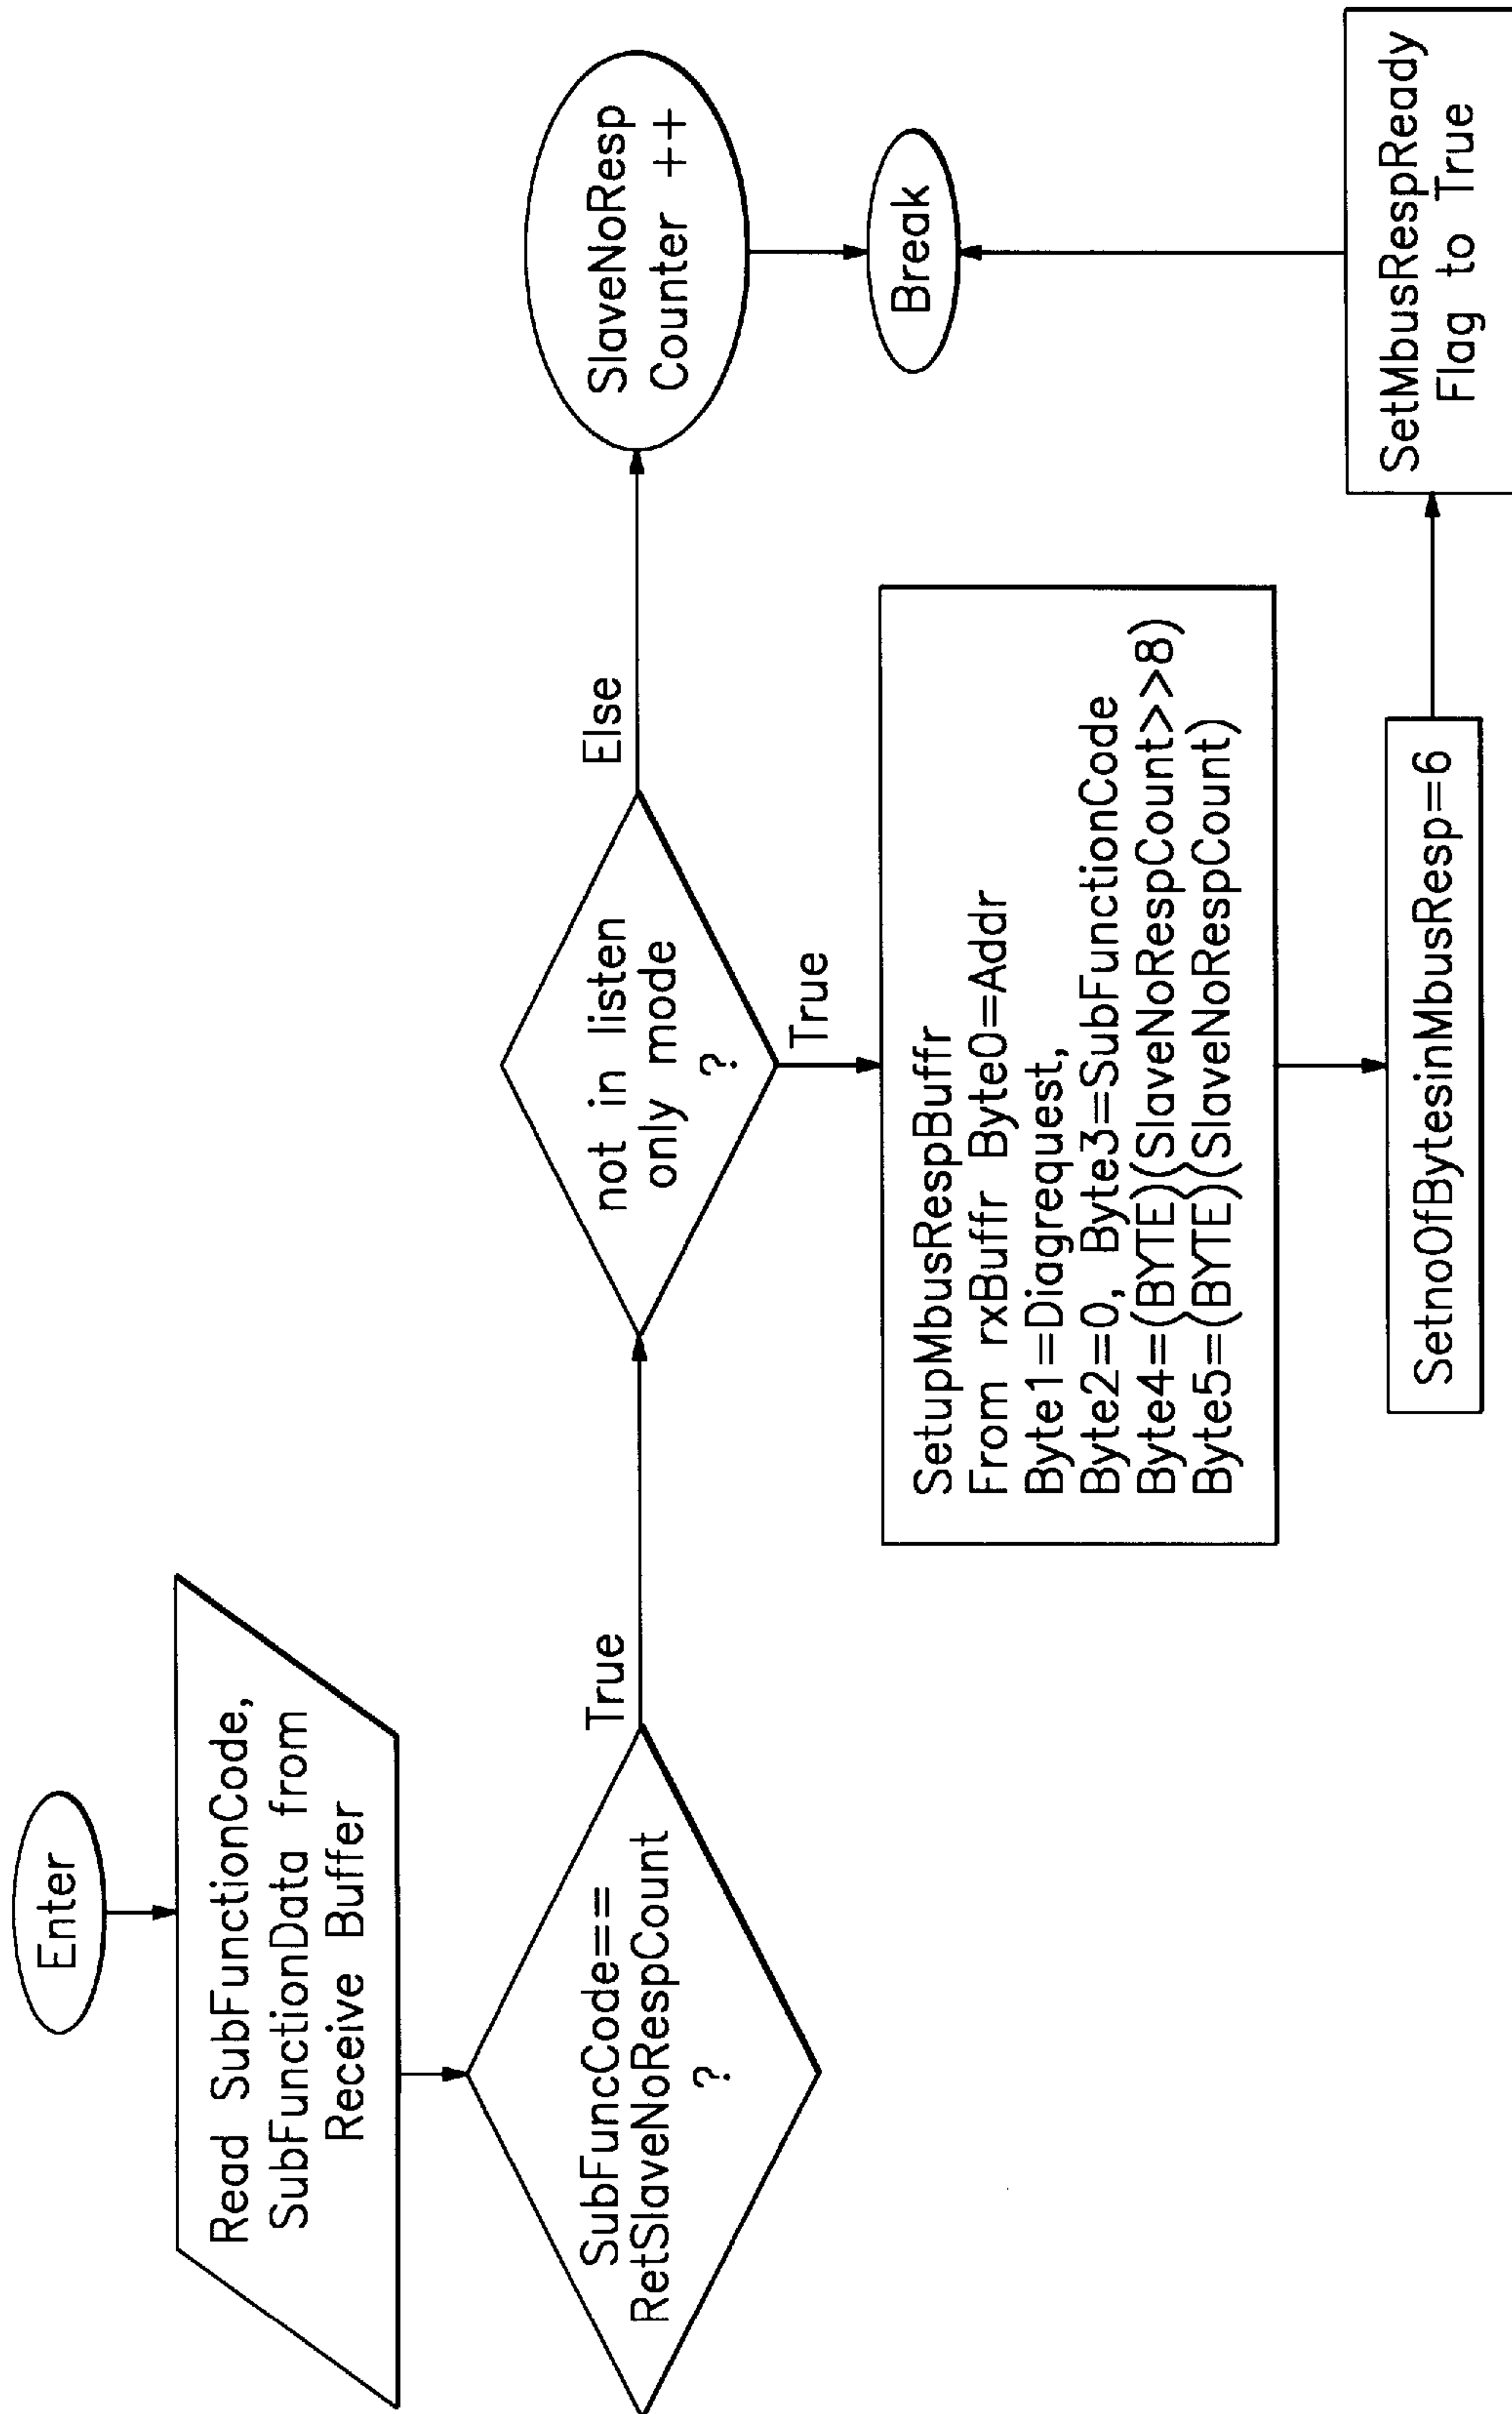 Enter
Read SubFunctionCode,
SubFunctionData from
Receive Buffer
SubFuncCode==
RetSlaveNoRespCount
?
True
not in listen
only mode
?
Else
SlaveNoResp
Counter ++
Break
True
SetupMbusRespBuffr
From rxBuffr Byte0=Addr
Byte1=Diagrequest,
Byte2=0, Byte3=SubFunctionCode
Byte4=(BYTE)(SlaveNoRespCount>>8)
Byte5=(BYTE)(SlaveNoRespCount)
SetnoOfBytesinMbusResp=6
SetMbusRespReady
Flag to True